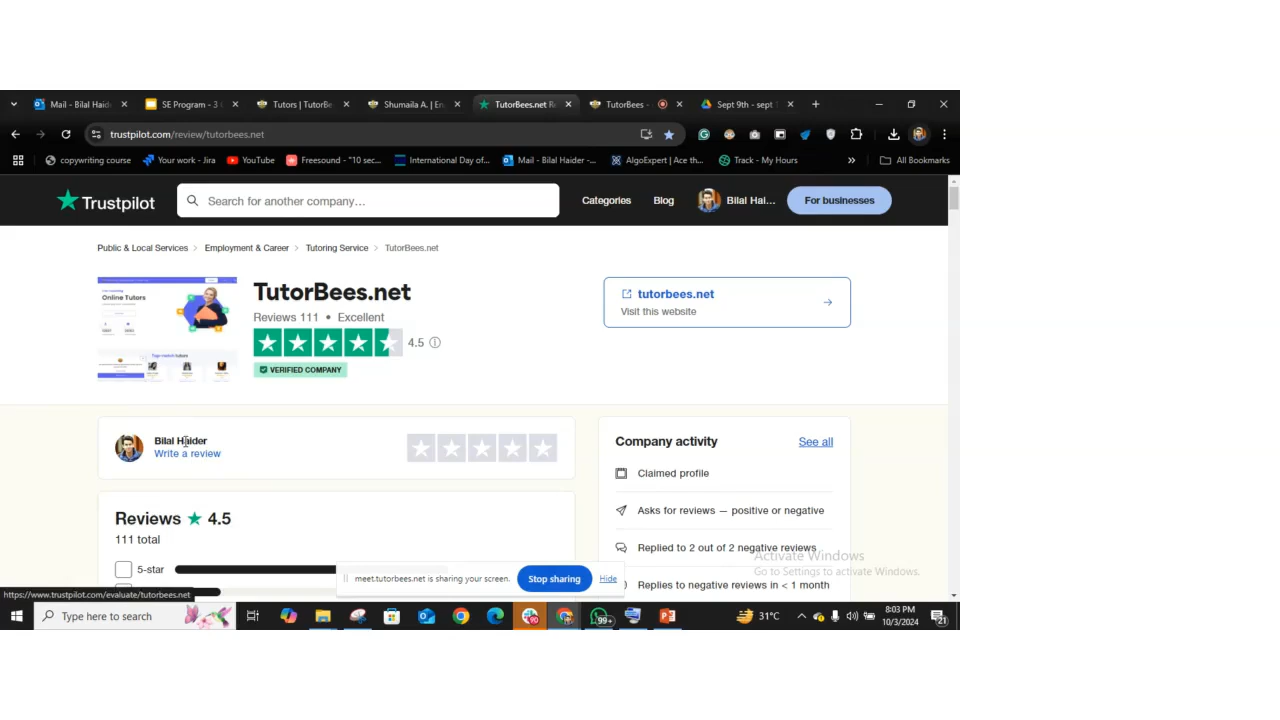 Mail - Bilal Haide
SE Program - 3
Tutors | TutorBe
Shumaila A. | En
TutorBees.net Re
TutorBees -
Sept 9th - sept
trustpilot.com/review/tutorbees.net
copywriting course
Your work - Jira
YouTube
Freesound - "10 sec...
International Day of...
Mail - Bilal Haider -...
AlgoExpert | Ace th...
Track - My Hours
All Bookmarks
Trustpilot
Search for another company...
Categories
Blog
Bilal Hai...
For businesses
Public & Local Services > Employment & Career > Tutoring Service > TutorBees.net
Online Tutors
TutorBees.net
Reviews 111 • Excellent
4.5
VERIFIED COMPANY
tutorbees.net
Visit this website
Bilal Haider
Write a review
Company activity
See all
Claimed profile
Asks for reviews — positive or negative
Replied to 2 out of 2 negative reviews
Replies to negative reviews in < 1 month
Reviews ★ 4.5
111 total
5-star
Activate Windows
Go to Settings to activate Windows.
meet.tutorbees.net is sharing your screen.
Stop sharing
Hide
https://www.trustpilot.com/evaluate/tutorbees.net
Type here to search
99+
31°C
8:03 PM
10/3/2024
21